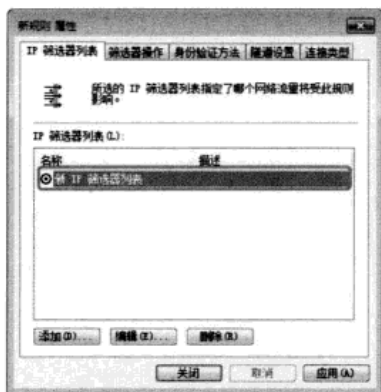 新规则 属性
IP 筛选器列表 筛选器操作 身份验证方法 隧道设置 连接类型
所选的 IP 筛选器列表指定了哪个网络流量将受此规则
影响。
IP 筛选器列表(L):
名称 描述
新 IP 筛选器列表
添加(D)... 编辑(E)... 删除(R)
关闭 取消 应用(A)